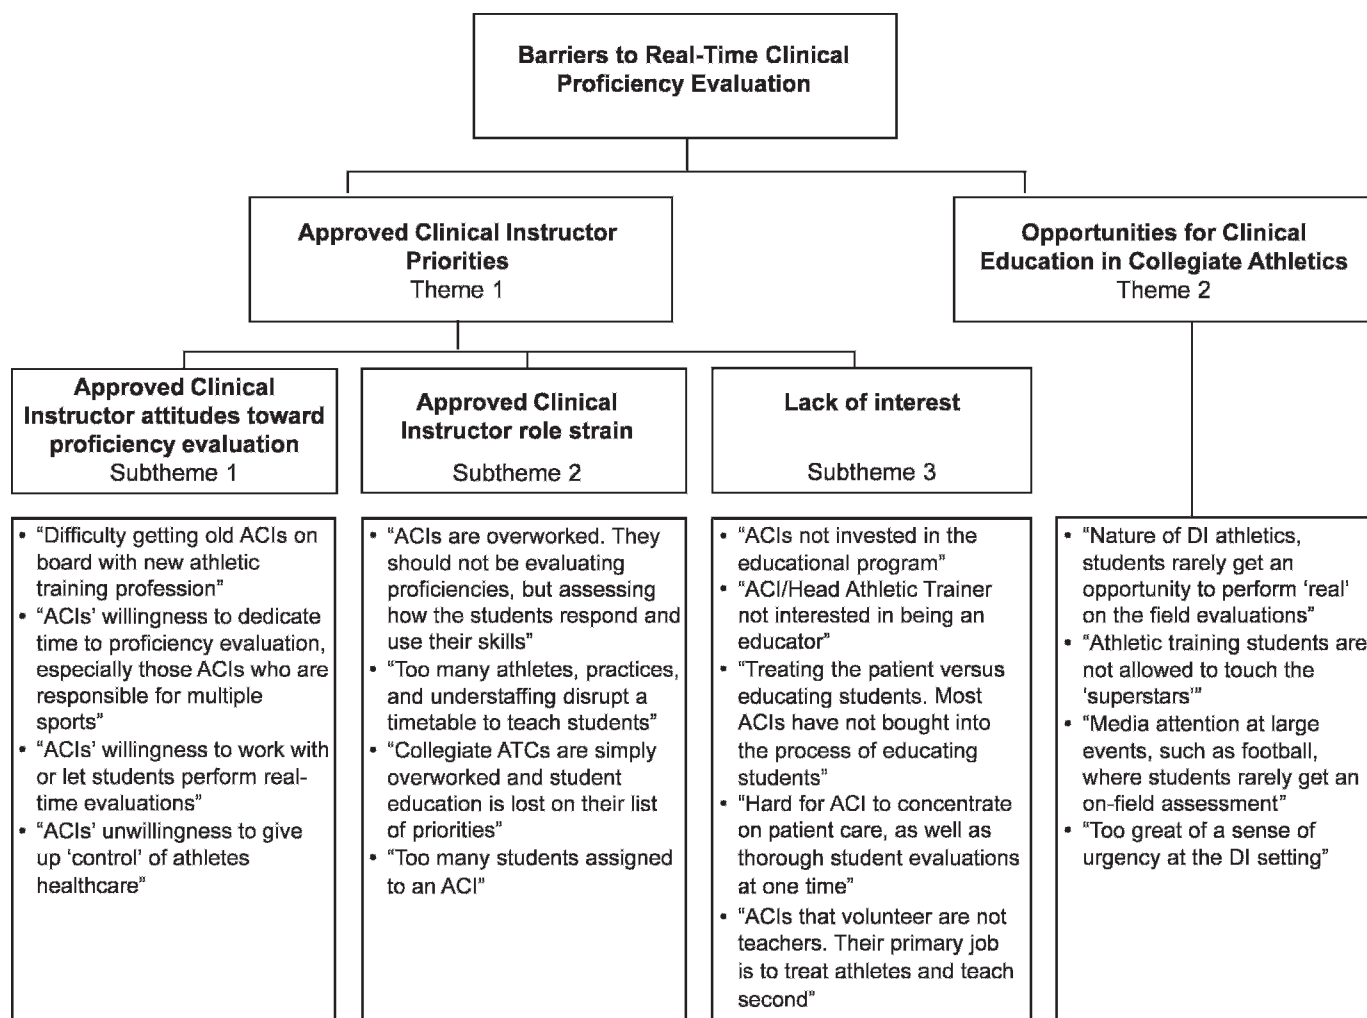 Barriers to Real-Time Clinical
Proficiency Evaluation
Approved Clinical Instructor
Priorities
Theme 1
Opportunities for Clinical
Education in Collegiate Athletics
Theme 2
Approved Clinical
Instructor attitudes toward
proficiency evaluation
Subtheme 1
Approved Clinical
Instructor role strain
Subtheme 2
Lack of interest
Subtheme 3
• “Difficulty getting old ACIs on
board with new athletic
training profession”
• “ACIs’ willingness to dedicate
time to proficiency evaluation,
especially those ACIs who are
responsible for multiple
sports”
• “ACIs’ willingness to work with
or let students perform real-
time evaluations”
• “ACIs’ unwillingness to give
up ‘control’ of athletes
healthcare”
• “ACIs are overworked. They
should not be evaluating
proficiencies, but assessing
how the students respond and
use their skills”
• “Too many athletes, practices,
and understaffing disrupt a
timetable to teach students”
• “Collegiate ATCs are simply
overworked and student
education is lost on their list
of priorities”
• “Too many students assigned
to an ACI”
• “ACIs not invested in the
educational program”
• “ACI/Head Athletic Trainer
not interested in being an
educator”
• “Treating the patient versus
educating students. Most
ACIs have not bought into
the process of educating
students”
• “Hard for ACI to concentrate
on patient care, as well as
thorough student evaluations
at one time”
• “ACIs that volunteer are not
teachers. Their primary job
is to treat athletes and teach
second”
• “Nature of DI athletics,
students rarely get an
opportunity to perform ‘real’
on the field evaluations”
• “Athletic training students are
not allowed to touch the
‘superstars’”
• “Media attention at large
events, such as football,
where students rarely get an
on-field assessment”
• “Too great of a sense of
urgency at the DI setting”